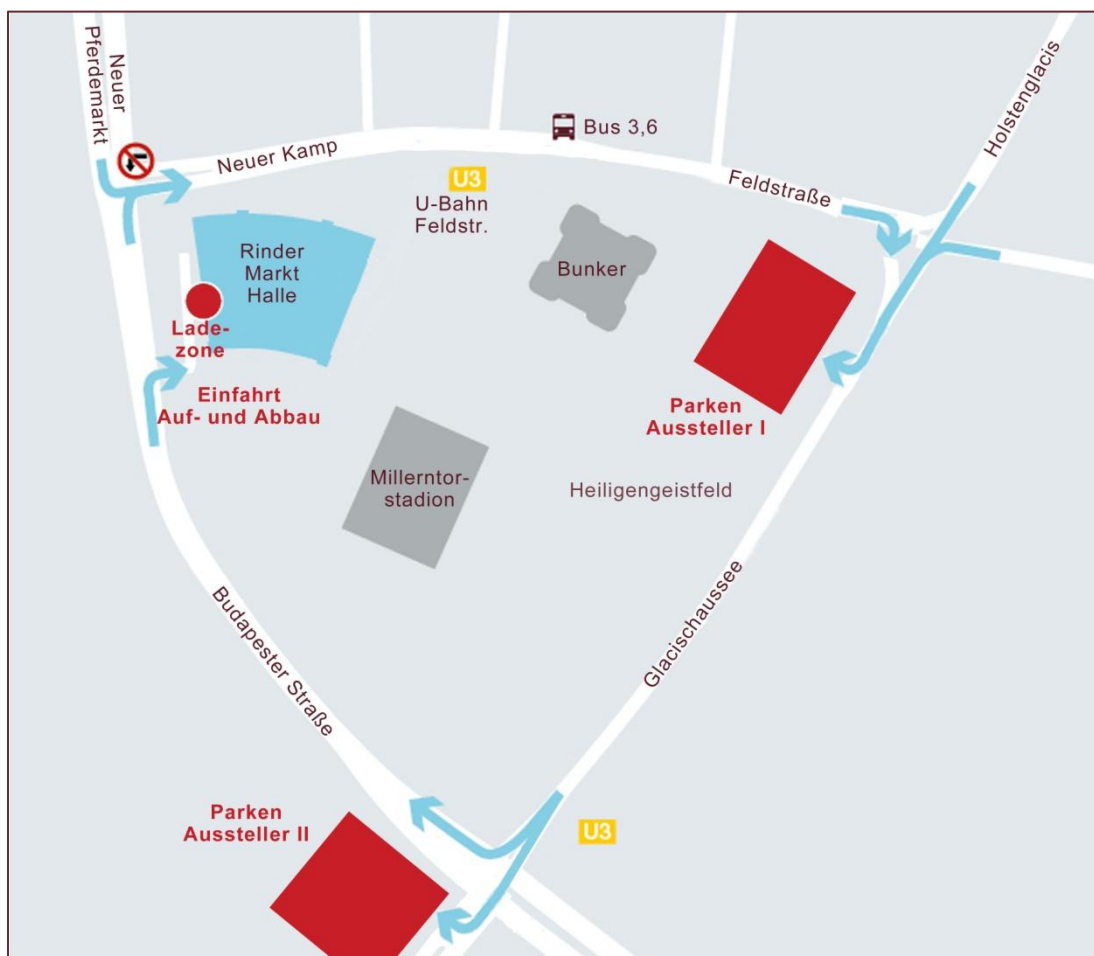 Neuer
Pferdemarkt
Neuer Kamp
Bus 3,6
Holstenglacis
Feldstraße
U3
U-Bahn
Feldstr.
Rinder
Markt
Halle
Bunker
Lade-
zone
Einfahrt
Auf- und Abbau
Parken
Aussteller I
Millerntor-
stadion
Heiligengeistfeld
Glacischaussee
Budapester Straße
Parken
Aussteller II
U3